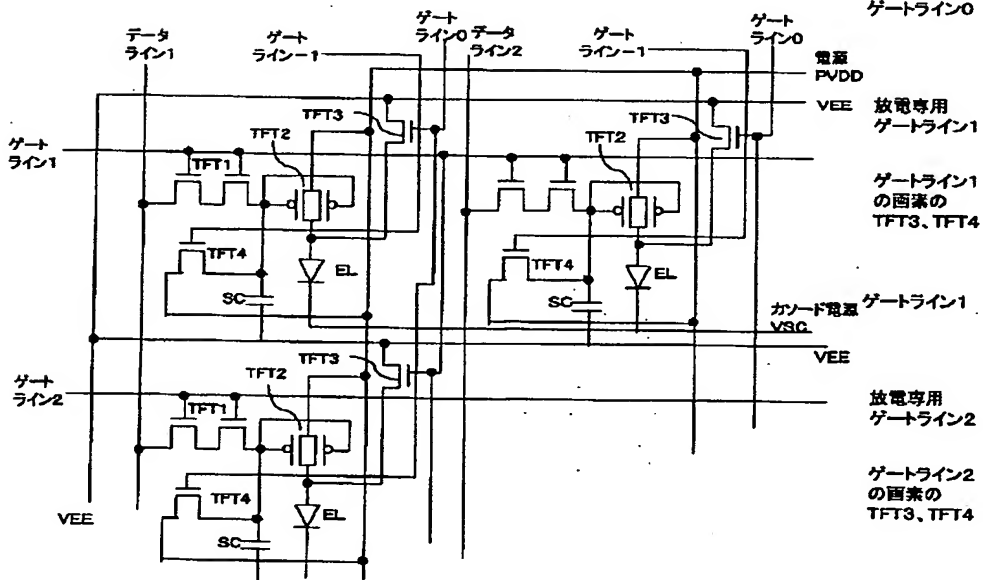 ゲートライン0
データ
ライン1
ゲート
ライン-1
ゲート
ライン0
データ
ライン2
ゲート
ライン-1
ゲート
ライン0
電源
PVDD
VEE
放電専用
ゲートライン1
TFT3
TFT2
TFT3
TFT2
ゲート
ライン1
TFT1
ゲートライン1
の画素の
TFT3、TFT4
TFT4
EL
SC
TFT4
EL
SC
カソード電源
VSC
ゲートライン1
VEE
TFT3
TFT2
ゲート
ライン2
TFT1
放電専用
ゲートライン2
TFT4
EL
SC
VEE
ゲートライン2
の画素の
TFT3、TFT4